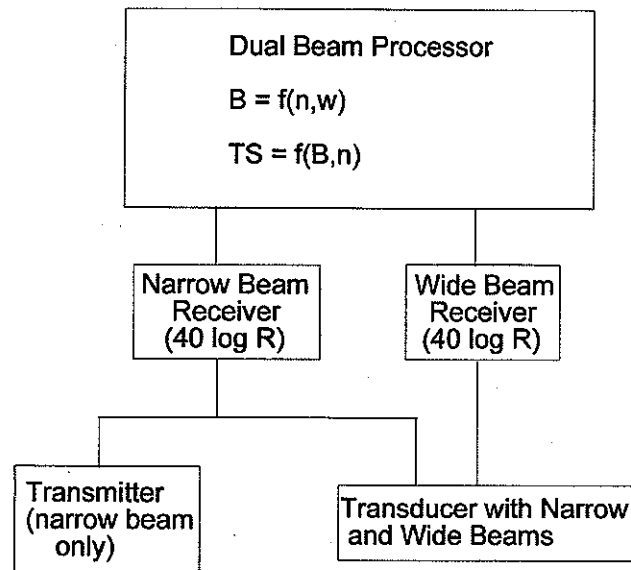 Dual Beam Processor
B = f(n,w)
TS = f(B,n)
Narrow Beam
Receiver
(40 log R)
Wide Beam
Receiver
(40 log R)
Transmitter
(narrow beam
only)
Transducer with Narrow
and Wide Beams